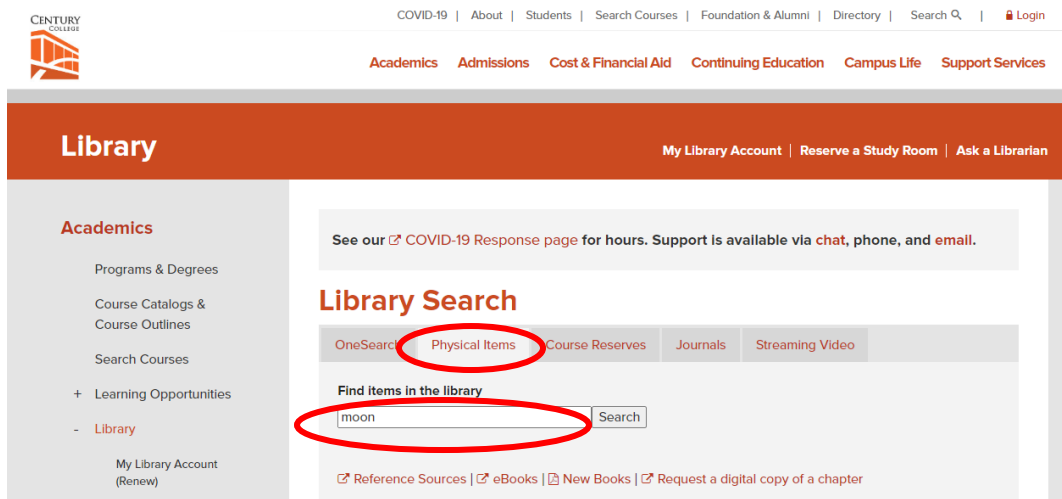 CENTURY
COLLEGE
COVID-19 | About | Students | Search Courses | Foundation & Alumni | Directory | Search | Login
Academics Admissions Cost & Financial Aid Continuing Education Campus Life Support Services
Library
My Library Account | Reserve a Study Room | Ask a Librarian
Academics
Programs & Degrees
Course Catalogs &
Course Outlines
Search Courses
+ Learning Opportunities
- Library
My Library Account
(Renew)
See our COVID-19 Response page for hours. Support is available via chat, phone, and email.
Library Search
OneSearch Physical Items Course Reserves Journals Streaming Video
Find items in the library
moon Search
Reference Sources | eBooks | New Books | Request a digital copy of a chapter